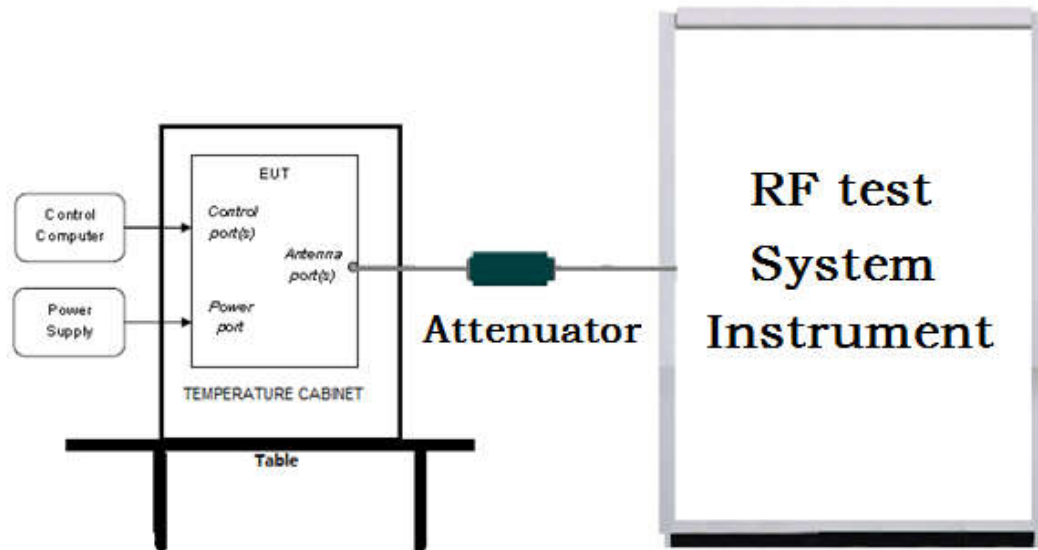 Control
Computer
Power
Supply
EUT
Control
port(s)
Antenna
port(s)
Power
port
TEMPERATURE CABINET
Table
Attenuator
RF test
System
Instrument